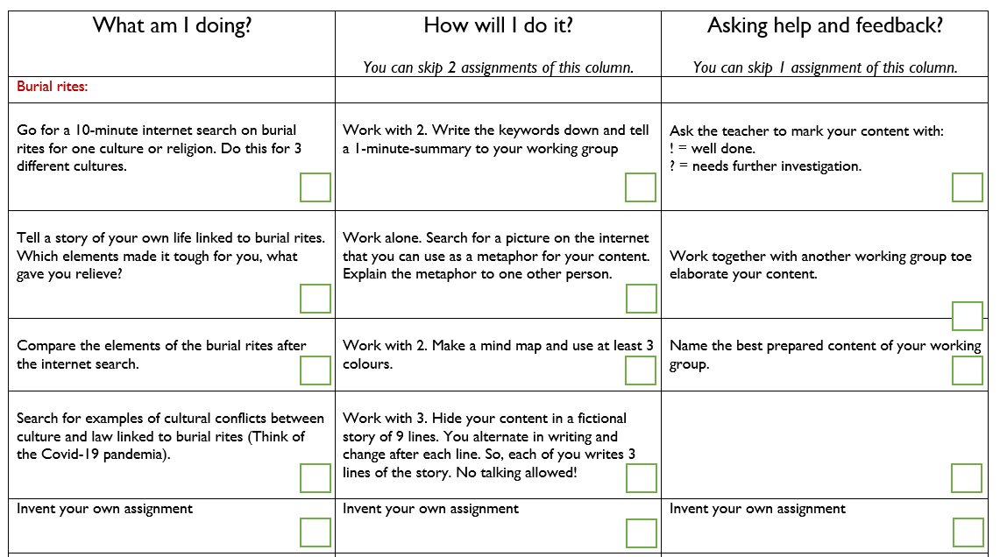 What am I doing?
How will I do it?
You can skip 2 assignments of this column.
Asking help and feedback?
You can skip 1 assignment of this column.
Burial rites:
Go for a 10-minute internet search on burial
rites for one culture or religion. Do this for 3
different cultures.
Work with 2. Write the keywords down and tell
a 1-minute-summary to your working group
Ask the teacher to mark your content with:
! = well done.
? = needs further investigation.
Tell a story of your own life linked to burial rites.
Which elements made it tough for you, what
gave you relieve?
Work alone. Search for a picture on the internet
that you can use as a metaphor for your content.
Explain the metaphor to one other person.
Work together with another working group toe
elaborate your content.
Compare the elements of the burial rites after
the internet search.
Work with 2. Make a mind map and use at least 3
colours.
Name the best prepared content of your working
group.
Search for examples of cultural conflicts between
culture and law linked to burial rites (Think of
the Covid-19 pandemia).
Work with 3. Hide your content in a fictional
story of 9 lines. You alternate in writing and
change after each line. So, each of you writes 3
lines of the story. No talking allowed!
Invent your own assignment
Invent your own assignment
Invent your own assignment